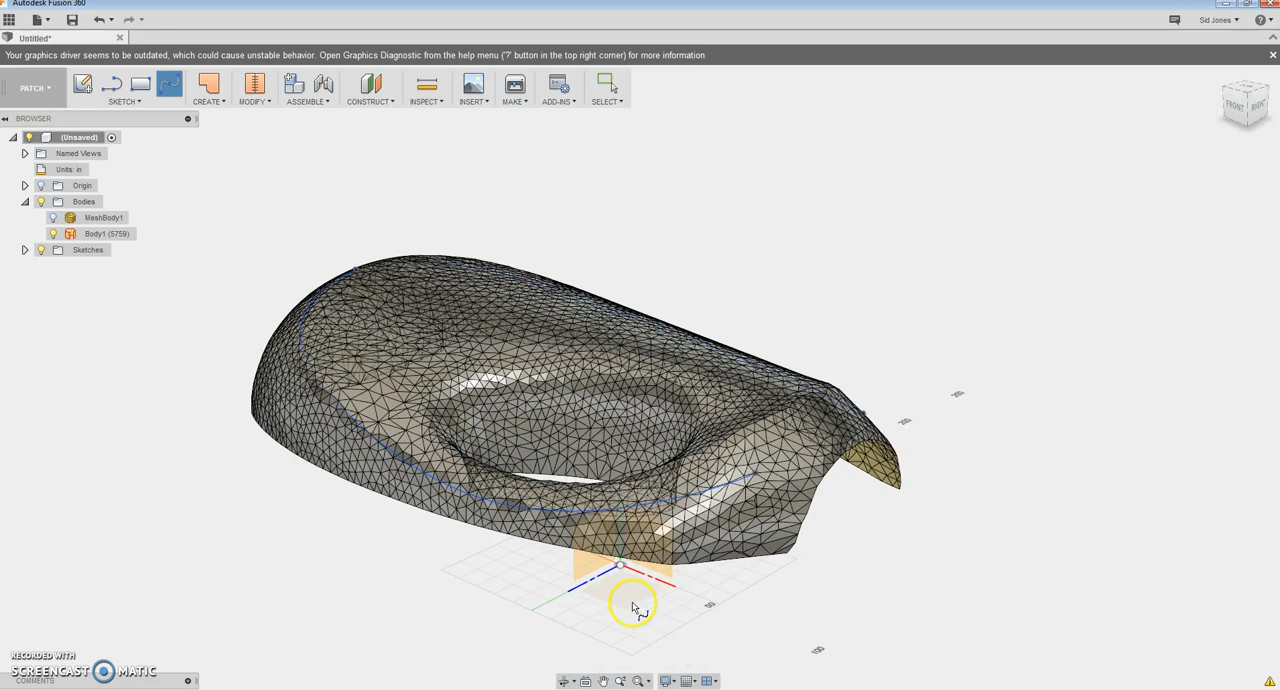 Autodesk Fusion 360
Sid Jones
Untitled*
Your graphics driver seems to be outdated, which could cause unstable behavior. Open Graphics Diagnostic from the help menu ('?' button in the top right corner) for more information
PATCH
SKETCH
CREATE
MODIFY
ASSEMBLE
CONSTRUCT
INSPECT
INSERT
MAKE
ADD-INS
SELECT
BROWSER
FRONT
RIGHT
(Unsaved)
Named Views
Units: in
Origin
Bodies
MeshBody1
Body1 (5759)
Sketches
50
100
RECORDED WITH
SCREENCAST MATIC
COMMENTS